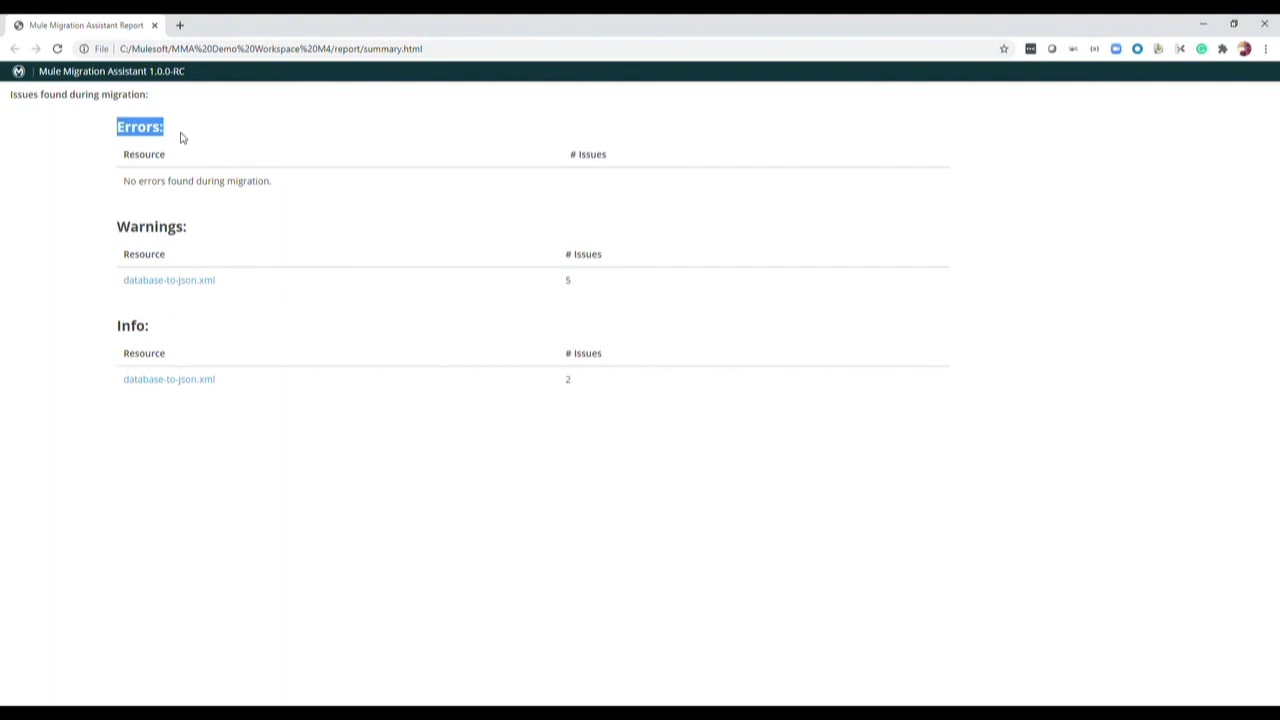 Mule Migration Assistant Report
File | C:/Mulesoft/MMA%20Demo%20Workspace%20M4/report/summary.html
Mule Migration Assistant 1.0.0-RC
Issues found during migration:
Errors:
Resource # Issues
No errors found during migration.
Warnings:
Resource # Issues
database-to-json.xml 5
Info:
Resource # Issues
database-to-json.xml 2